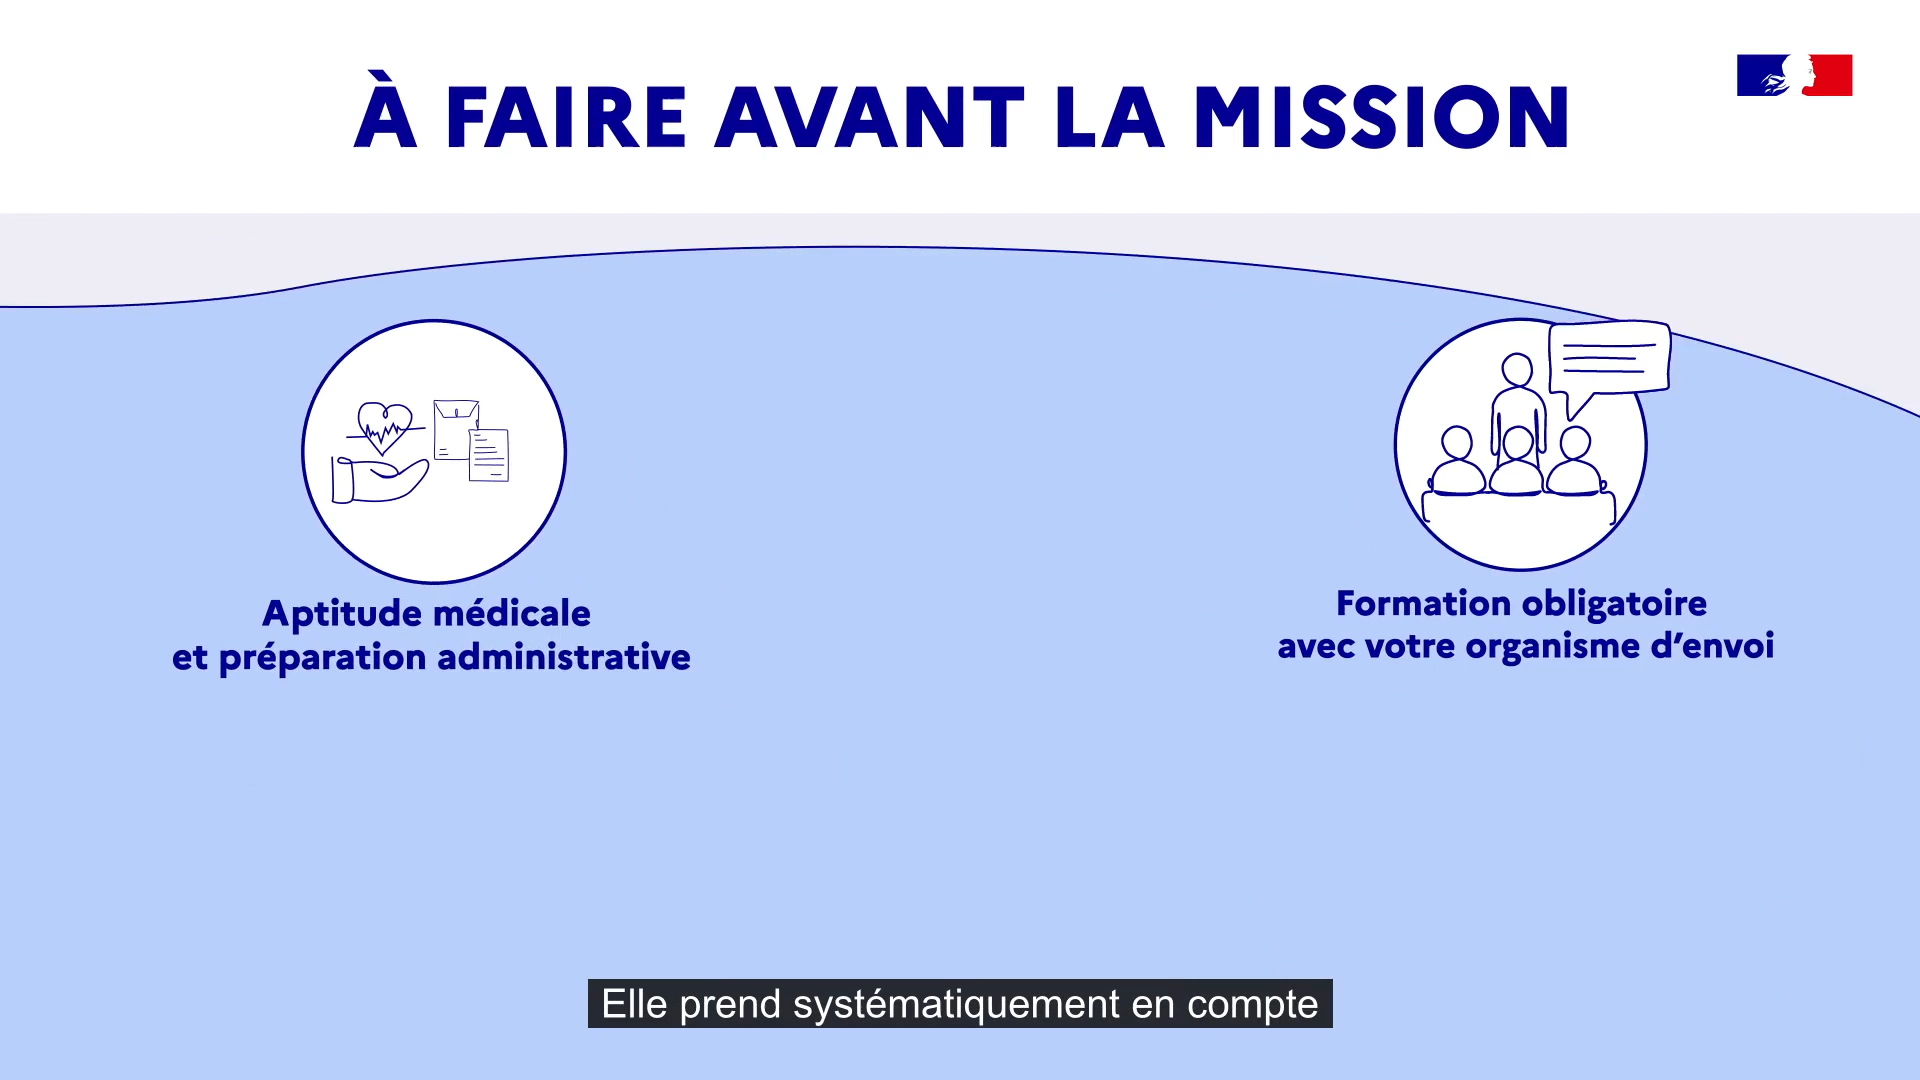 À FAIRE AVANT LA MISSION
Aptitude médicale
et préparation administrative
Formation obligatoire
avec votre organisme d’envoi
Elle prend systématiquement en compte